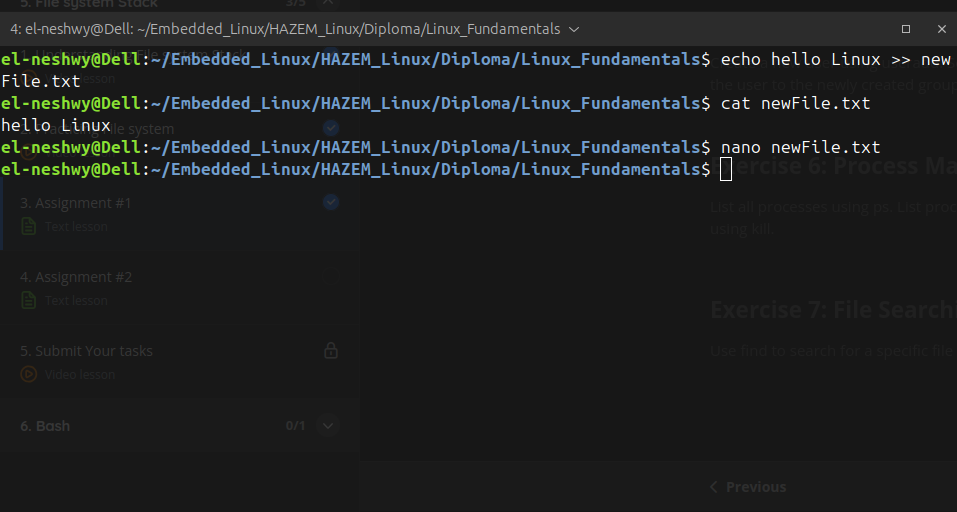 5. File system Stack 3/5
4: el-neshwy@Dell: ~/Embedded_Linux/HAZEM_Linux/Diploma/Linux_Fundamentals
el-neshwy@Dell:~/Embedded_Linux/HAZEM_Linux/Diploma/Linux_Fundamentals$ echo hello Linux >> new
File.txt
the user to the newly created group
el-neshwy@Dell:~/Embedded_Linux/HAZEM_Linux/Diploma/Linux_Fundamentals$ cat newFile.txt
hello Linux
file system
el-neshwy@Dell:~/Embedded_Linux/HAZEM_Linux/Diploma/Linux_Fundamentals$ nano newFile.txt
el-neshwy@Dell:~/Embedded_Linux/HAZEM_Linux/Diploma/Linux_Fundamentals$
Exercise 6: Process Ma
3. Assignment #1
Text lesson
List all processes using ps. List proc
using kill.
4. Assignment #2
Text lesson
Exercise 7: File Search
5. Submit Your tasks
Video lesson
Use find to search for a specific file
6. Bash 0/1
Previous